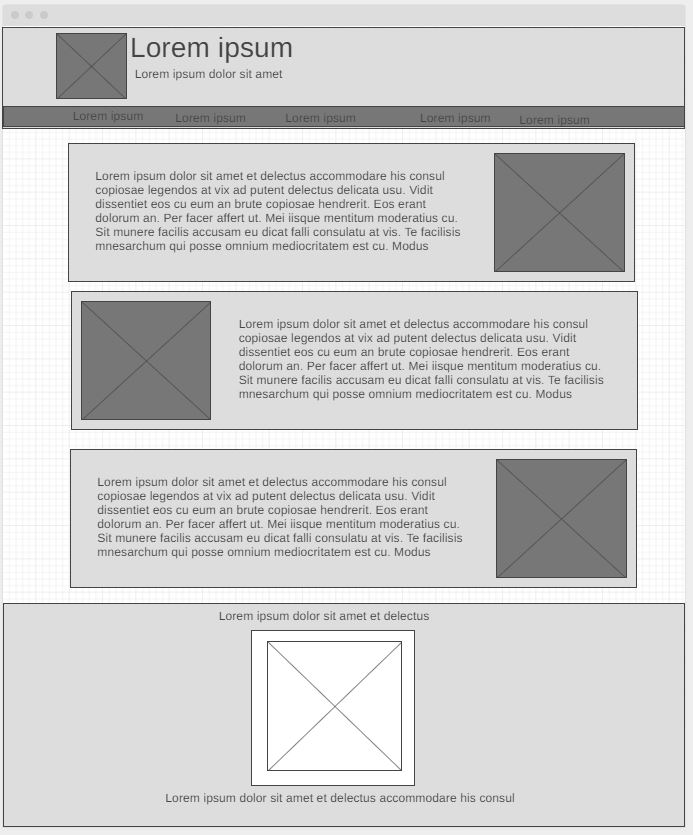 Lorem ipsum
Lorem ipsum dolor sit amet
Lorem ipsum Lorem ipsum Lorem ipsum Lorem ipsum Lorem ipsum
Lorem ipsum dolor sit amet et delectus accommodare his consul
copiosae legendos at vix ad putent delectus delicata usu. Vidit
dissentiet eos cu eum an brute copiosae hendrerit. Eos erant
dolorum an. Per facer affert ut. Mei iisque mentitum moderatius cu.
Sit munere facilis accusam eu dicat falli consulatu at vis. Te facilisis
mnesarchum qui posse omnium mediocritatem est cu. Modus
Lorem ipsum dolor sit amet et delectus accommodare his consul
copiosae legendos at vix ad putent delectus delicata usu. Vidit
dissentiet eos cu eum an brute copiosae hendrerit. Eos erant
dolorum an. Per facer affert ut. Mei iisque mentitum moderatius cu.
Sit munere facilis accusam eu dicat falli consulatu at vis. Te facilisis
mnesarchum qui posse omnium mediocritatem est cu. Modus
Lorem ipsum dolor sit amet et delectus accommodare his consul
copiosae legendos at vix ad putent delectus delicata usu. Vidit
dissentiet eos cu eum an brute copiosae hendrerit. Eos erant
dolorum an. Per facer affert ut. Mei iisque mentitum moderatius cu.
Sit munere facilis accusam eu dicat falli consulatu at vis. Te facilisis
mnesarchum qui posse omnium mediocritatem est cu. Modus
Lorem ipsum dolor sit amet et delectus
Lorem ipsum dolor sit amet et delectus accommodare his consul